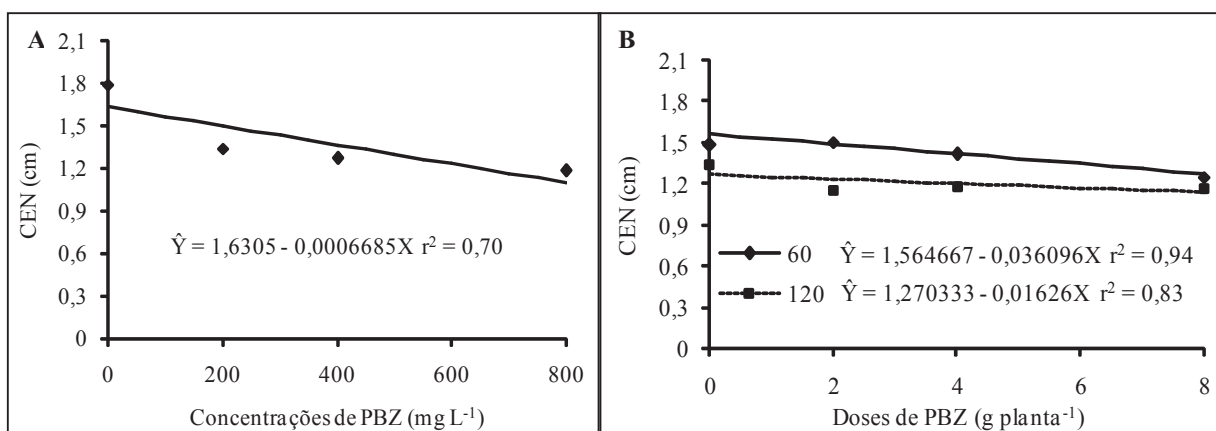 A
2,1
1,8
1,5
1,2
0,9
0,6
0,3
0
CEN (cm)
Ŷ = 1,6305 - 0,0006685X r² = 0,70
0 200 400 600 800
Concentrações de PBZ (mg L⁻¹)
B
2,1
1,8
1,5
1,2
0,9
0,6
0,3
0
CEN (cm)
60 Ŷ = 1,564667 - 0,036096X r² = 0,94
120 Ŷ = 1,270333 - 0,01626X r² = 0,83
0 2 4 6 8
Doses de PBZ (g planta⁻¹)